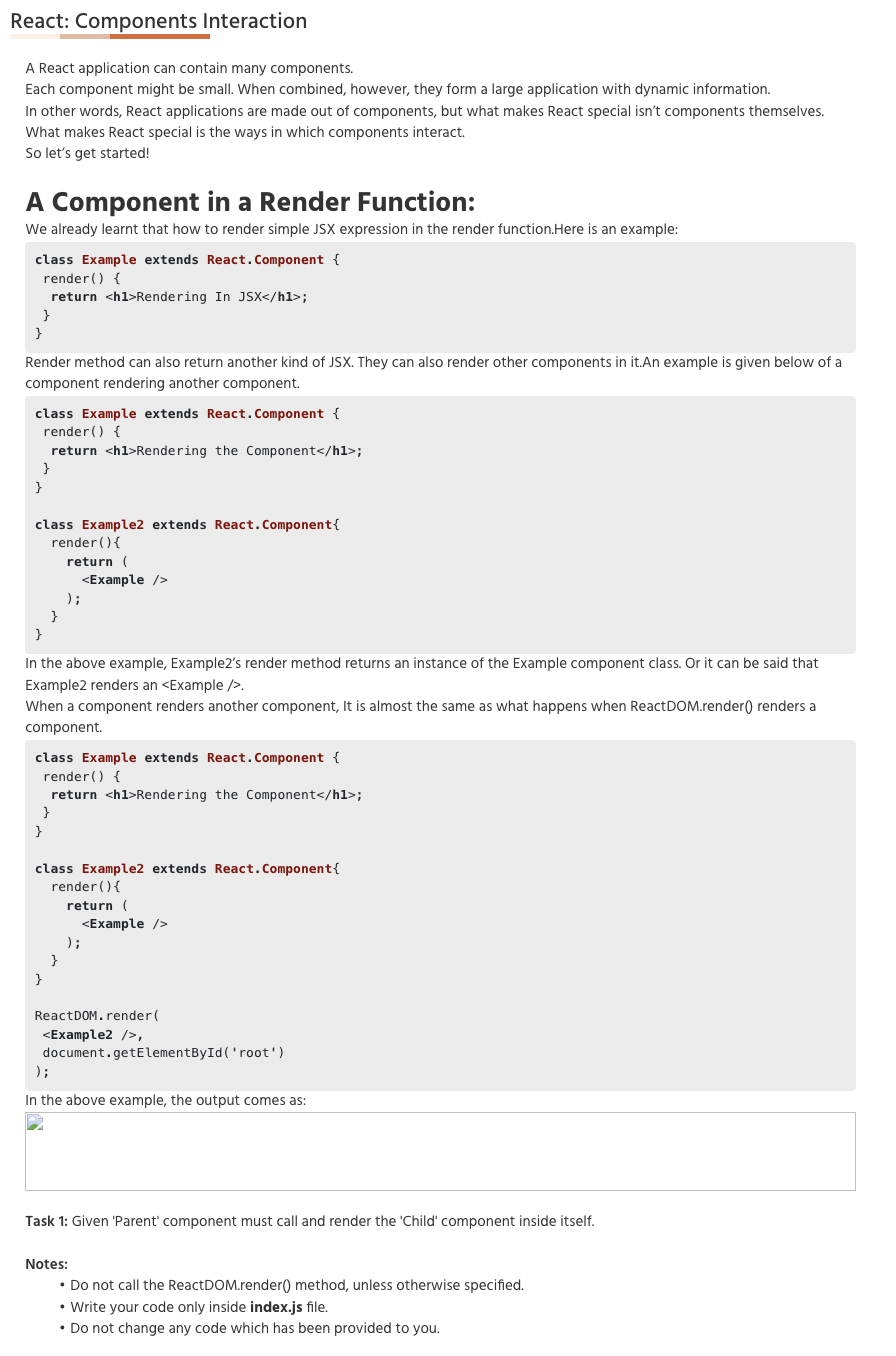 React: Components Interaction
A React application can contain many components.
Each component might be small. When combined, however, they form a large application with dynamic information.
In other words, React applications are made out of components, but what makes React special isn’t components themselves.
What makes React special is the ways in which components interact.
So let’s get started!
A Component in a Render Function:
We already learnt that how to render simple JSX expression in the render function.Here is an example:
class Example extends React.Component {
 render() {
  return <h1>Rendering In JSX</h1>;
 }
}
Render method can also return another kind of JSX. They can also render other components in it.An example is given below of a
component rendering another component.
class Example extends React.Component {
 render() {
  return <h1>Rendering the Component</h1>;
 }
}
class Example2 extends React.Component{
  render(){
    return (
      <Example />
    );
  }
}
In the above example, Example2’s render method returns an instance of the Example component class. Or it can be said that
Example2 renders an <Example />.
When a component renders another component, It is almost the same as what happens when ReactDOM.render() renders a
component.
class Example extends React.Component {
 render() {
  return <h1>Rendering the Component</h1>;
 }
}
class Example2 extends React.Component{
  render(){
    return (
      <Example />
    );
  }
}
ReactDOM.render(
 <Example2 />,
 document.getElementById('root')
);
In the above example, the output comes as:
Task 1: Given 'Parent' component must call and render the 'Child' component inside itself.
Notes:
• Do not call the ReactDOM.render() method, unless otherwise specified.
• Write your code only inside index.js file.
• Do not change any code which has been provided to you.